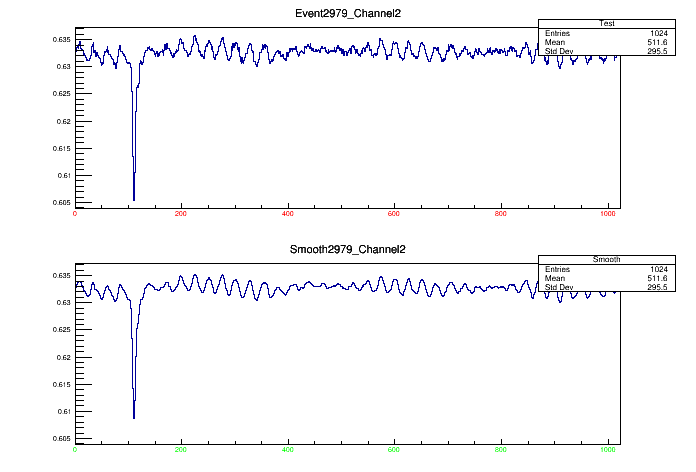 Event2979_Channel2
Test
Entries 1024
Mean 511.6
Std Dev 295.5
0.635
0.63
0.625
0.62
0.615
0.61
0.605
0 200 400 600 800 1000
Smooth2979_Channel2
Smooth
Entries 1024
Mean 511.6
Std Dev 295.5
0.635
0.63
0.625
0.62
0.615
0.61
0.605
0 200 400 600 800 1000